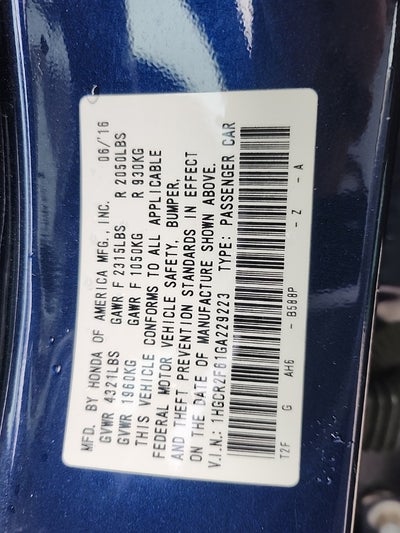 MFD. BY HONDA OF AMERICA MFG., INC. 06/'16
GVWR 4321LBS GAWR F 2315LBS R 2050LBS
GVWR 1960KG GAWR F 1050KG R 930KG
THIS VEHICLE CONFORMS TO ALL APPLICABLE
FEDERAL MOTOR VEHICLE SAFETY, BUMPER,
AND THEFT PREVENTION STANDARDS IN EFFECT
ON THE DATE OF MANUFACTURE SHOWN ABOVE.
V.I.N.: 1HGCR2F61GA229223 TYPE: PASSENGER CAR
T2F G AH6 - B588P - Z - A